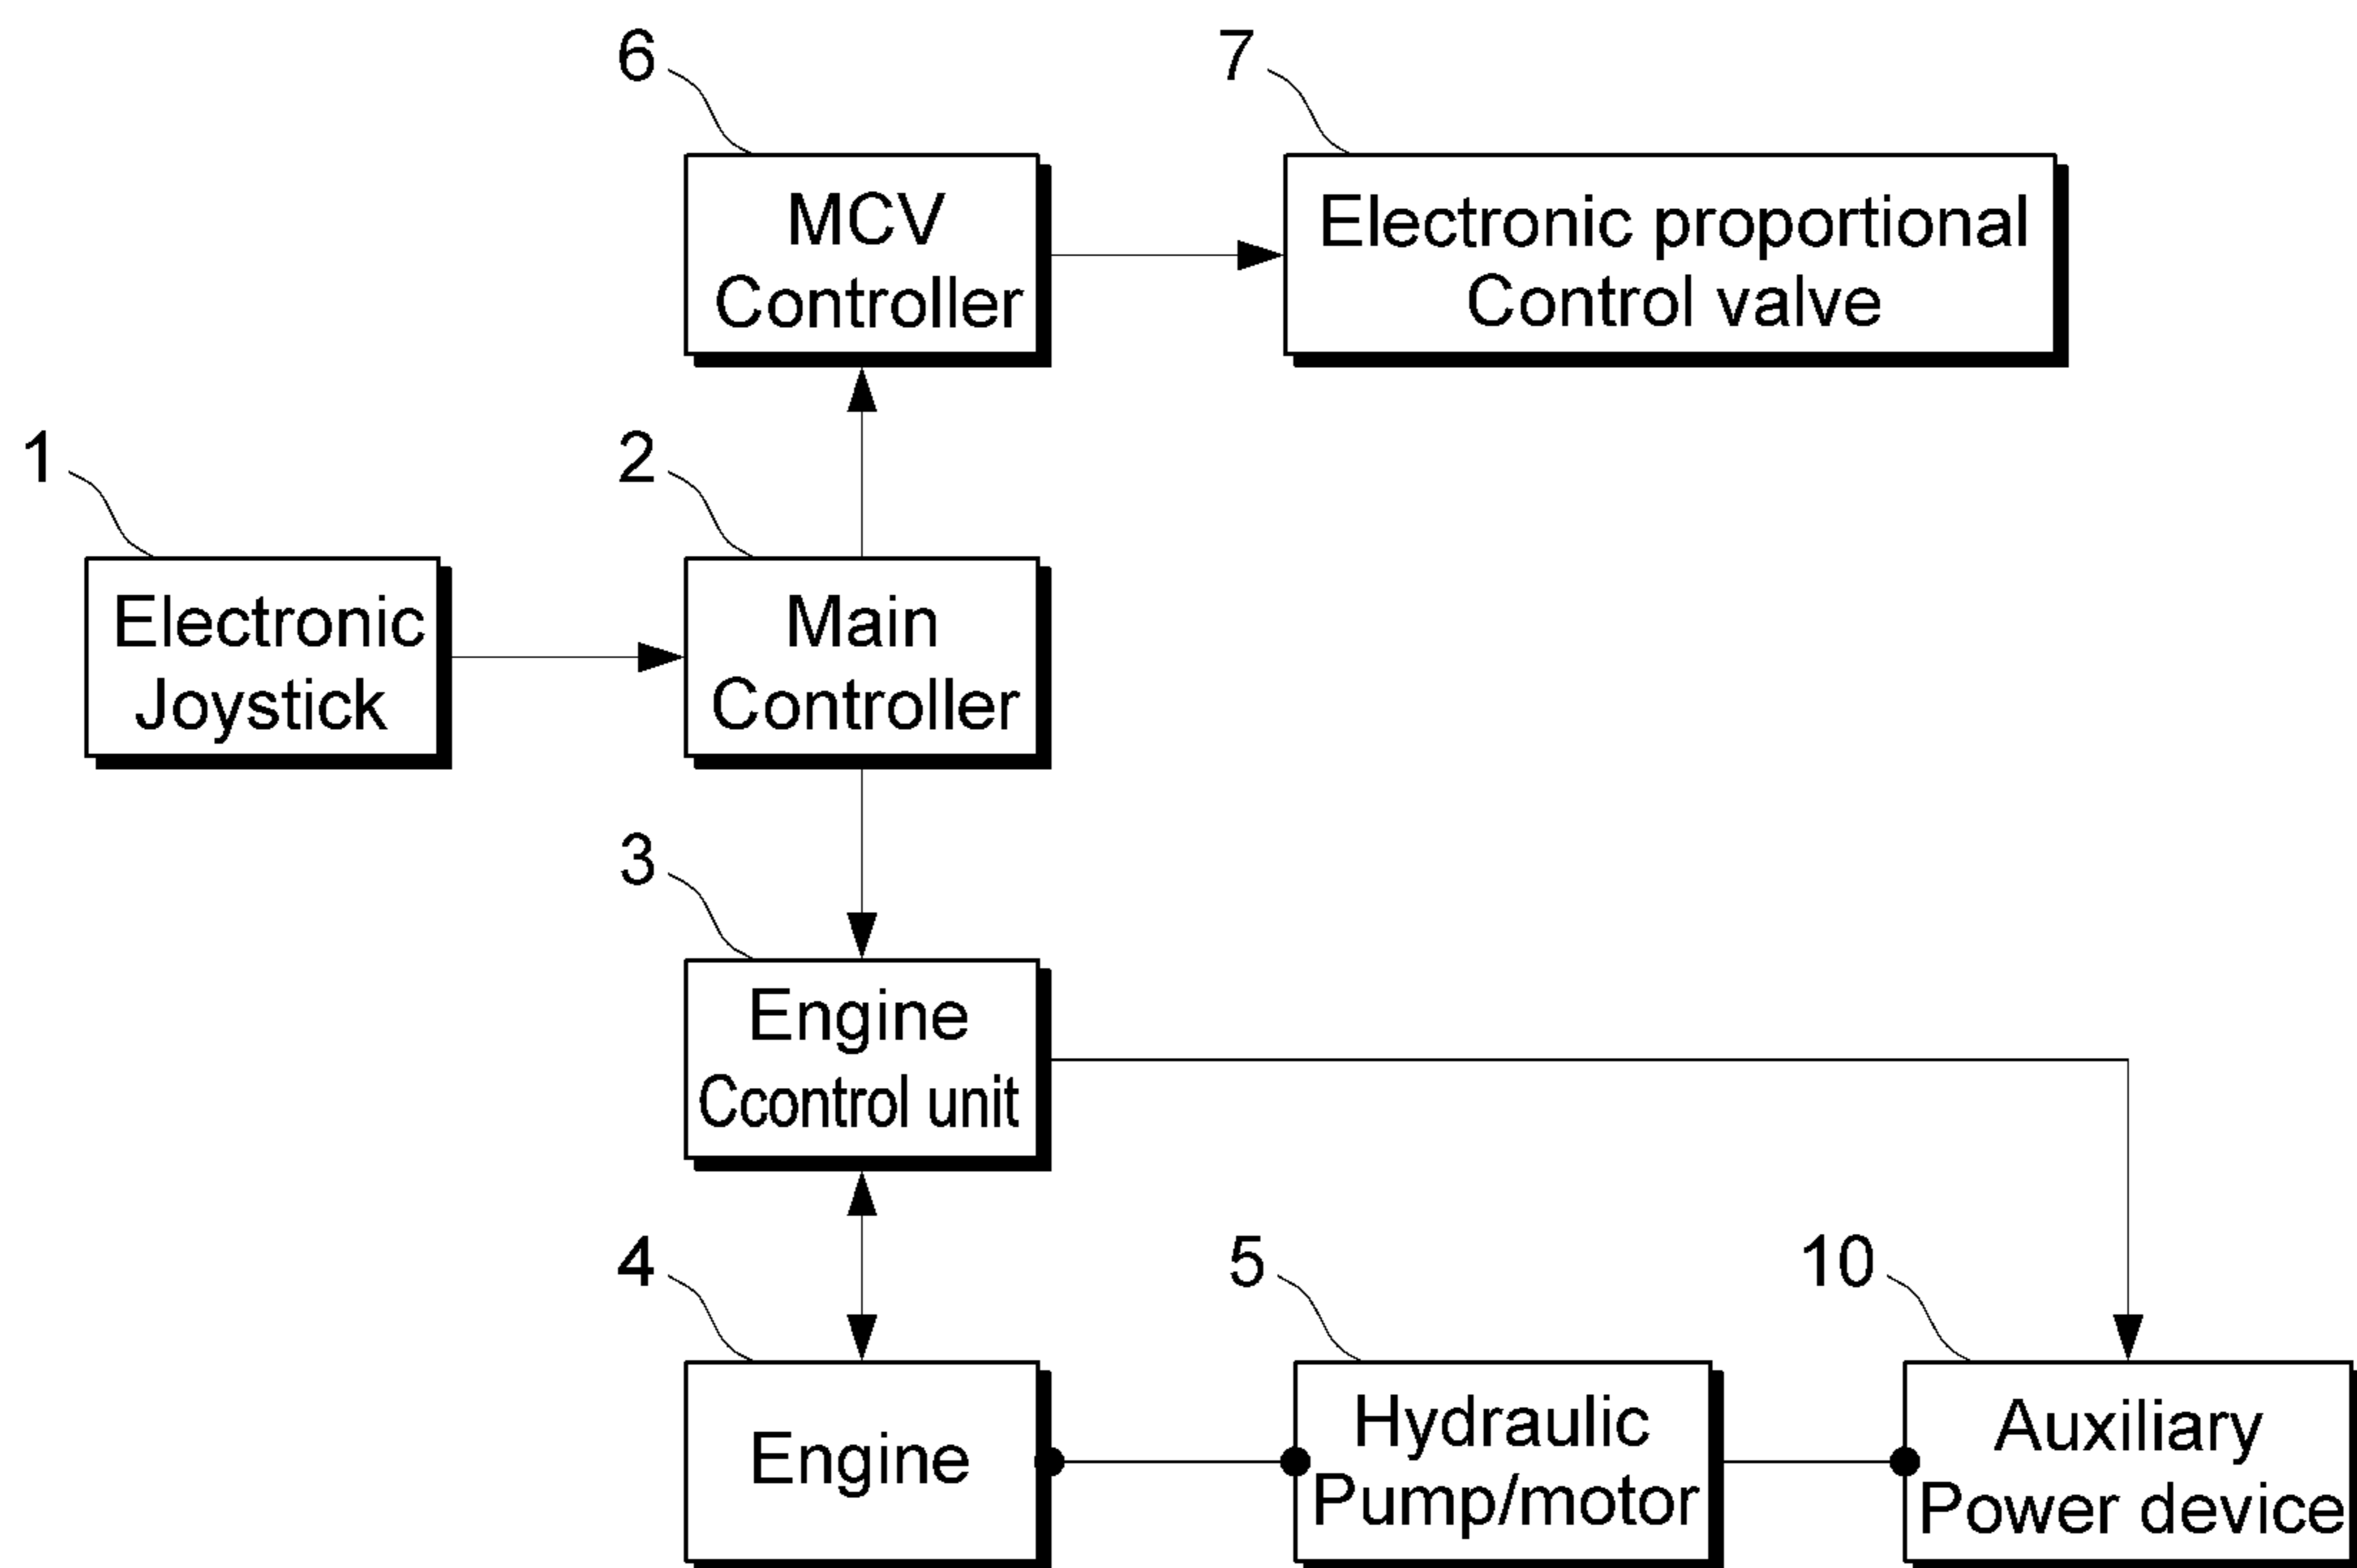 6
MCV
Controller
7
Electronic proportional
Control valve
1
Electronic
Joystick
2
Main
Controller
3
Engine
Ccontrol unit
4
Engine
5
Hydraulic
Pump/motor
10
Auxiliary
Power device